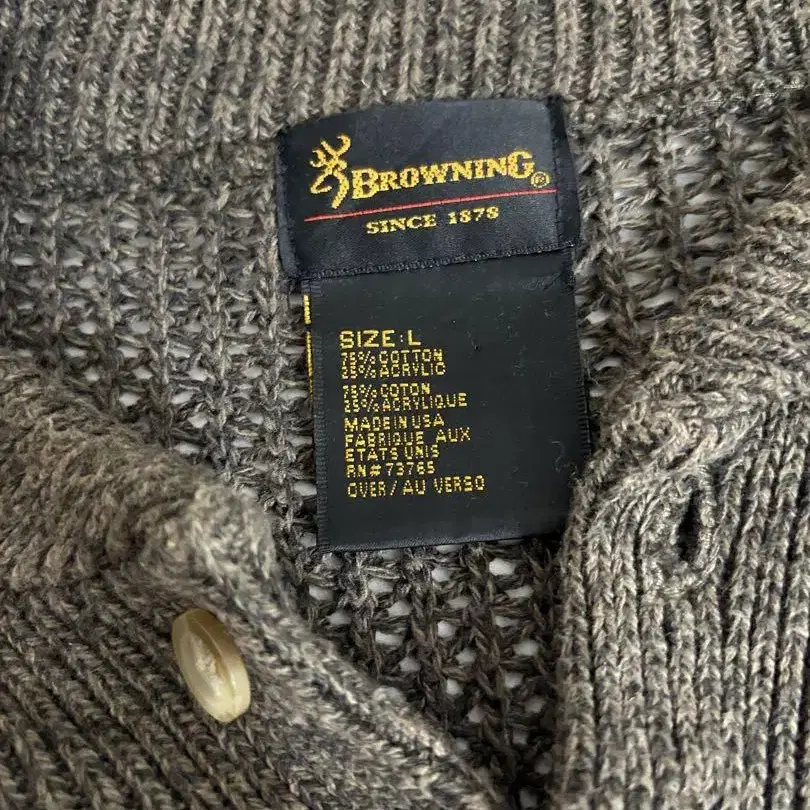 BROWNING®
SINCE 1878
SIZE: L
75% COTTON
25% ACRYLIC
75% COTON
25% ACRYLIQUE
MADE IN USA
FABRIQUE AUX
ETATS UNIS
RN# 73765
OVER / AU VERSO